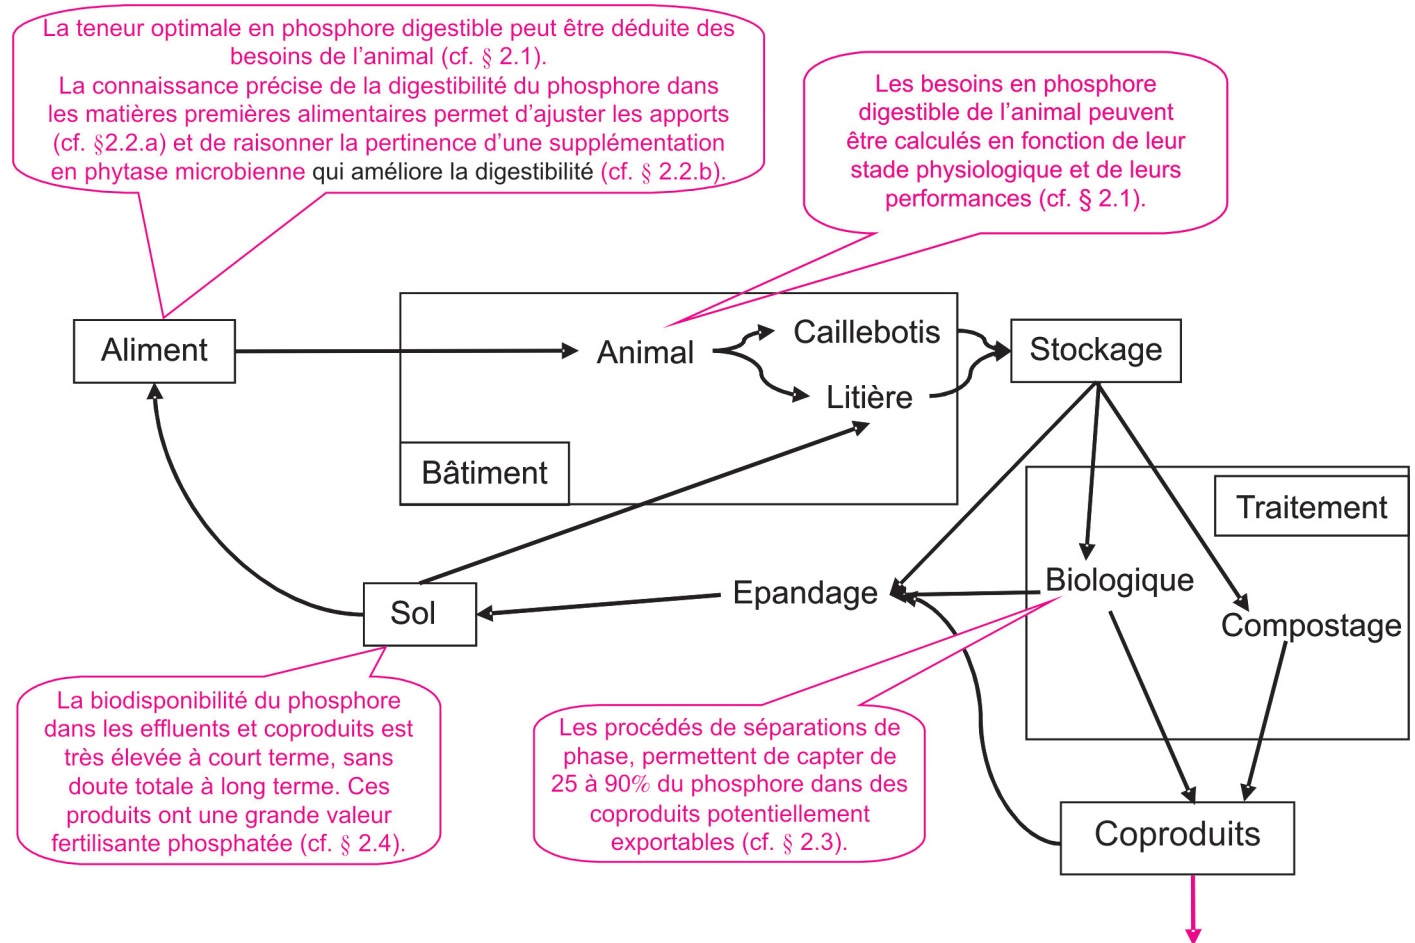 La teneur optimale en phosphore digestible peut être déduite des
besoins de l'animal (cf. § 2.1).
La connaissance précise de la digestibilité du phosphore dans
les matières premières alimentaires permet d'ajuster les apports
(cf. §2.2.a) et de raisonner la pertinence d'une supplémentation
en phytase microbienne qui améliore la digestibilité (cf. § 2.2.b).
Les besoins en phosphore
digestible de l'animal peuvent
être calculés en fonction de leur
stade physiologique et de leurs
performances (cf. § 2.1).
Aliment
Animal
Caillebotis
Litière
Stockage
Bâtiment
Traitement
Biologique
Compostage
Epandage
Sol
La biodisponibilité du phosphore
dans les effluents et coproduits est
très élevée à court terme, sans
doute totale à long terme. Ces
produits ont une grande valeur
fertilisante phosphatée (cf. § 2.4).
Les procédés de séparations de
phase, permettent de capter de
25 à 90% du phosphore dans des
coproduits potentiellement
exportables (cf. § 2.3).
Coproduits